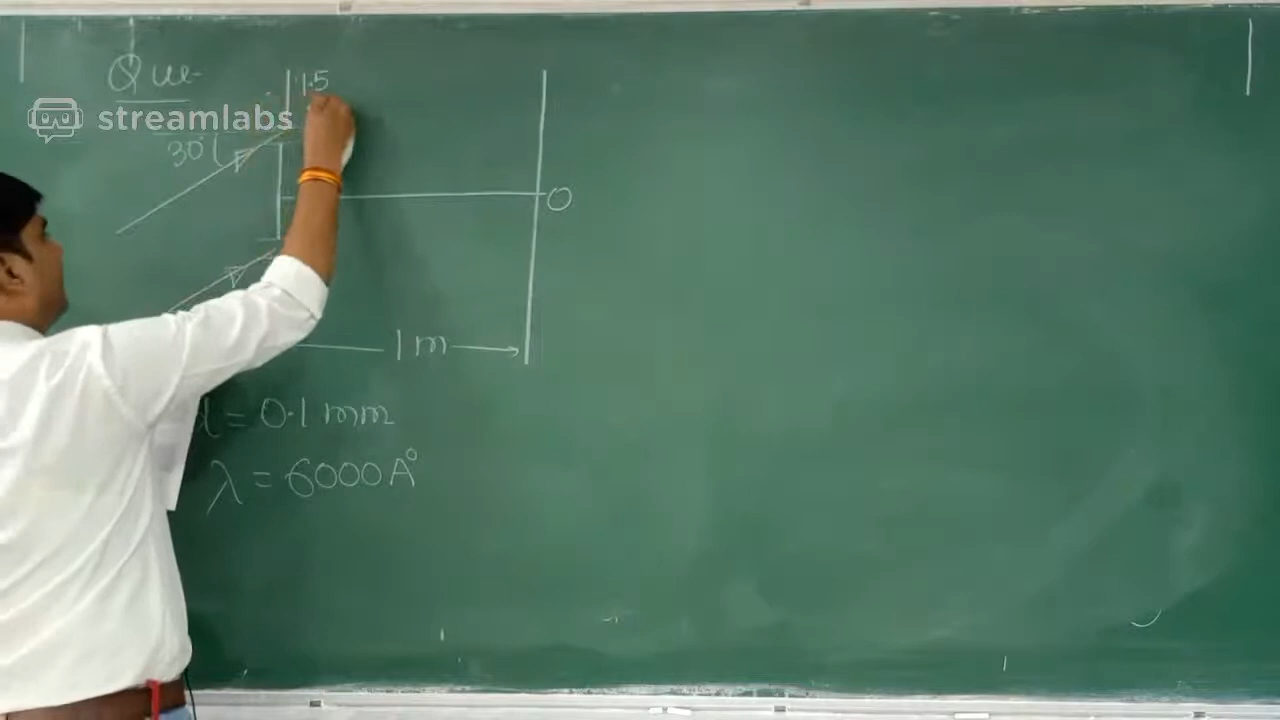 Que-
1.5
streamlabs
30°
O
1 m
d = 0.1 mm
λ = 6000 A°